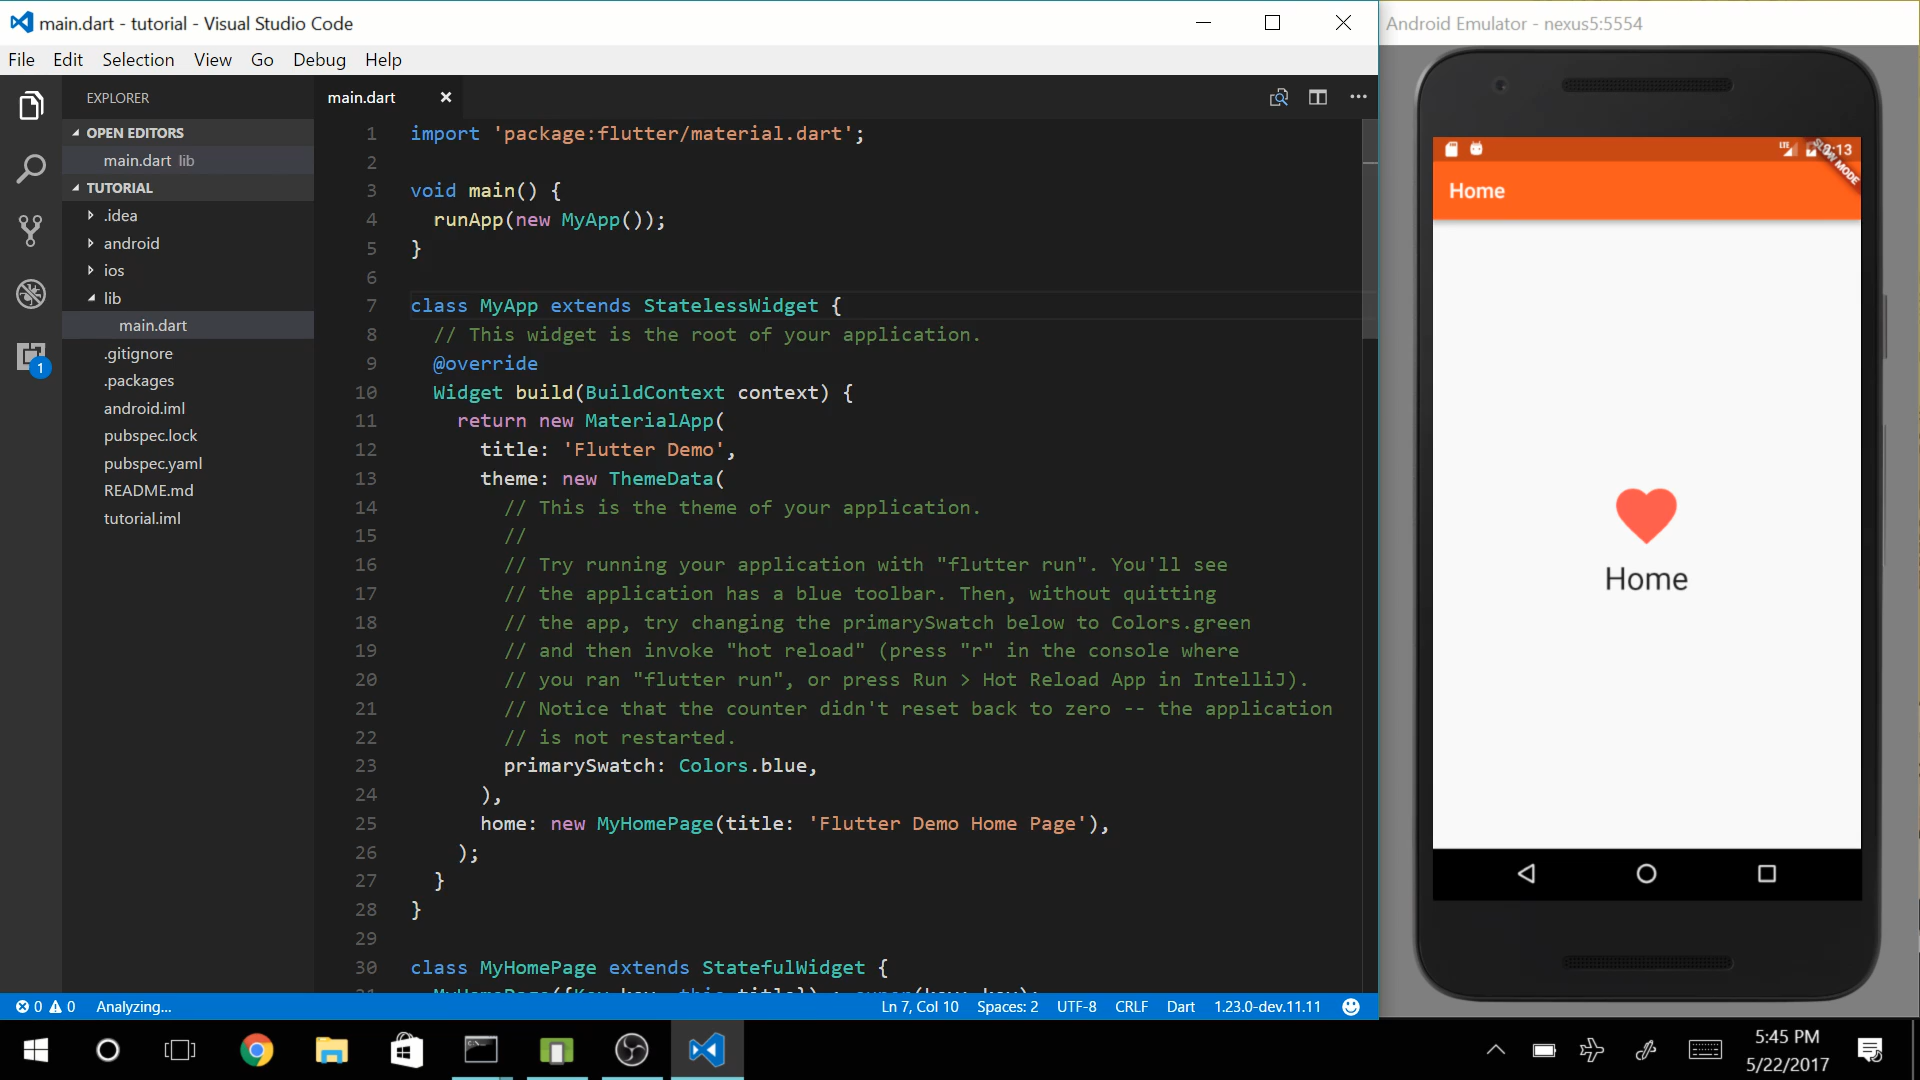 main.dart - tutorial - Visual Studio Code
File Edit Selection View Go Debug Help
EXPLORER
OPEN EDITORS
main.dart lib
TUTORIAL
.idea
android
ios
lib
main.dart
.gitignore
.packages
android.iml
pubspec.lock
pubspec.yaml
README.md
tutorial.iml
1
main.dart
1 import 'package:flutter/material.dart';
2
3 void main() {
4 runApp(new MyApp());
5 }
6
7 class MyApp extends StatelessWidget {
8 // This widget is the root of your application.
9 @override
10 Widget build(BuildContext context) {
11 return new MaterialApp(
12 title: 'Flutter Demo',
13 theme: new ThemeData(
14 // This is the theme of your application.
15 //
16 // Try running your application with "flutter run". You'll see
17 // the application has a blue toolbar. Then, without quitting
18 // the app, try changing the primarySwatch below to Colors.green
19 // and then invoke "hot reload" (press "r" in the console where
20 // you ran "flutter run", or press Run > Hot Reload App in IntelliJ).
21 // Notice that the counter didn't reset back to zero -- the application
22 // is not restarted.
23 primarySwatch: Colors.blue,
24 ),
25 home: new MyHomePage(title: 'Flutter Demo Home Page'),
26 );
27 }
28 }
29
30 class MyHomePage extends StatefulWidget {
0 0 Analyzing... Ln 7, Col 10 Spaces: 2 UTF-8 CRLF Dart 1.23.0-dev.11.11
Android Emulator - nexus5:5554
LTE
SLOW MODE
Home
Home
5:45 PM
5/22/2017